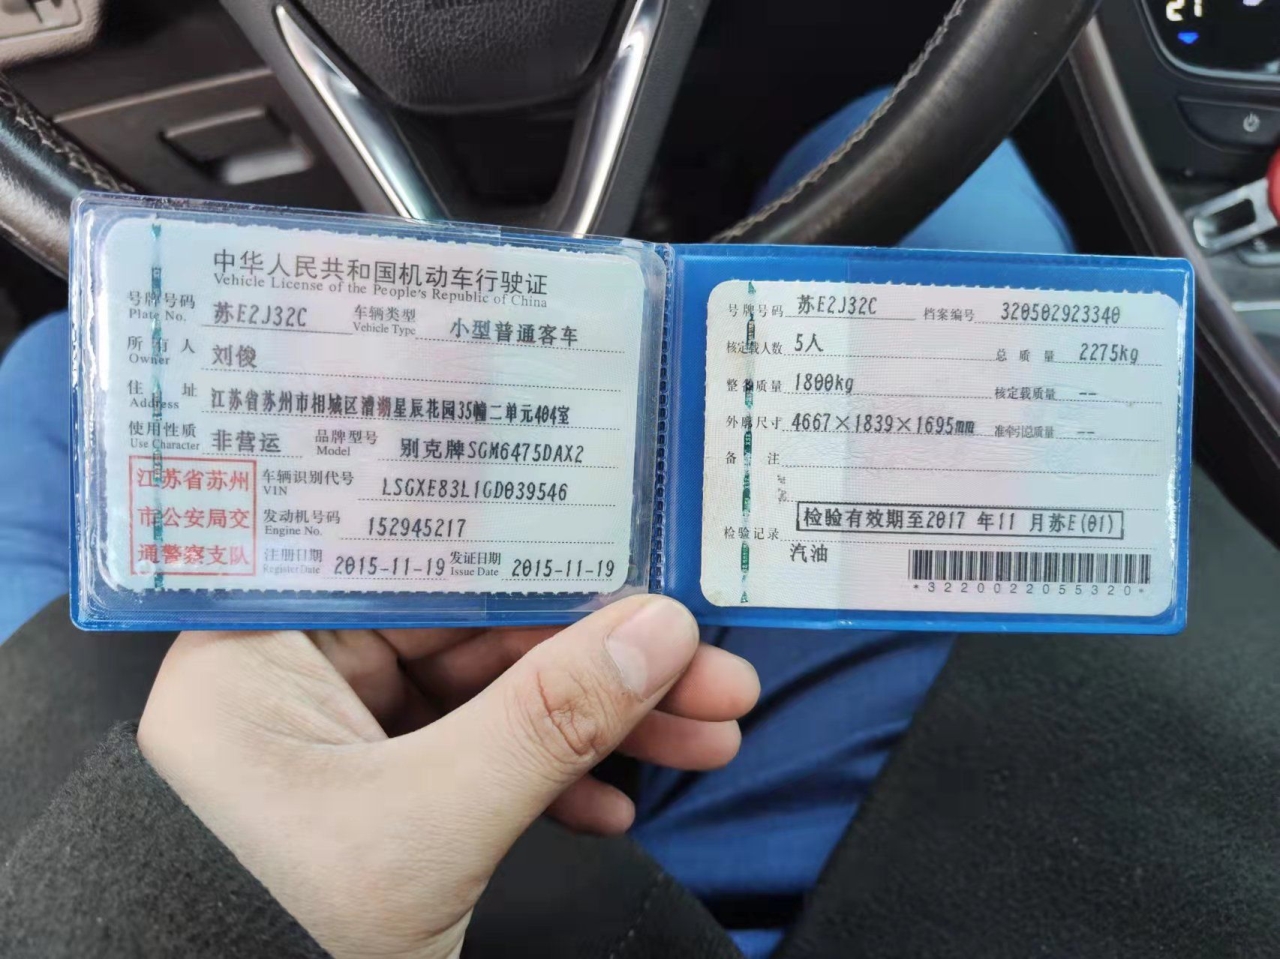 中华人民共和国机动车行驶证
Vehicle License of the People's Republic of China
号牌号码 Plate No. 苏E2J32C 车辆类型 Vehicle Type 小型普通客车
所有人 Owner 刘俊
住址 Address 江苏省苏州市相城区漕湖星辰花园35幢二单元404室
使用性质 Use Character 非营运 品牌型号 Model 别克牌SGM6475DAX2
江苏省苏州
市公安局交
通警察支队
车辆识别代号 VIN LSGXE83L1GD039546
发动机号码 Engine No. 152945217
注册日期 Register Date 2015-11-19 发证日期 Issue Date 2015-11-19
号牌号码 苏E2J32C 档案编号 320502923340
核定载人数 5人 总质量 2275kg
整备质量 1800kg 核定载质量 --
外廓尺寸 4667×1839×1695mm 准牵引总质量 --
备注
检验有效期至2017 年11 月苏E(01)
检验记录
汽油
*3220022055320*
21